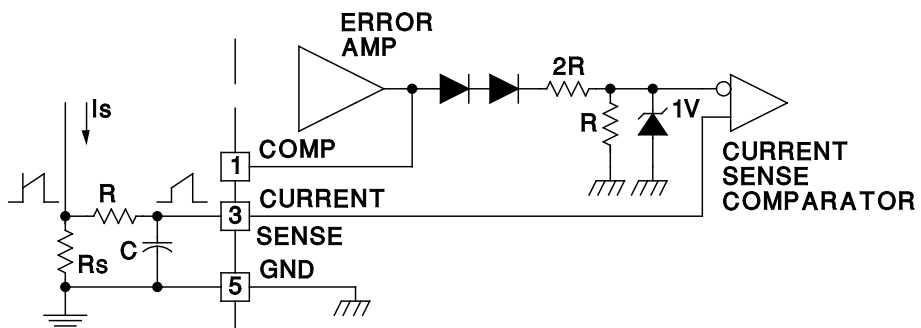 ERROR
AMP
2R
Is
R
1V
1
COMP
CURRENT
SENSE
COMPARATOR
R
3
CURRENT
SENSE
C
Rs
5
GND